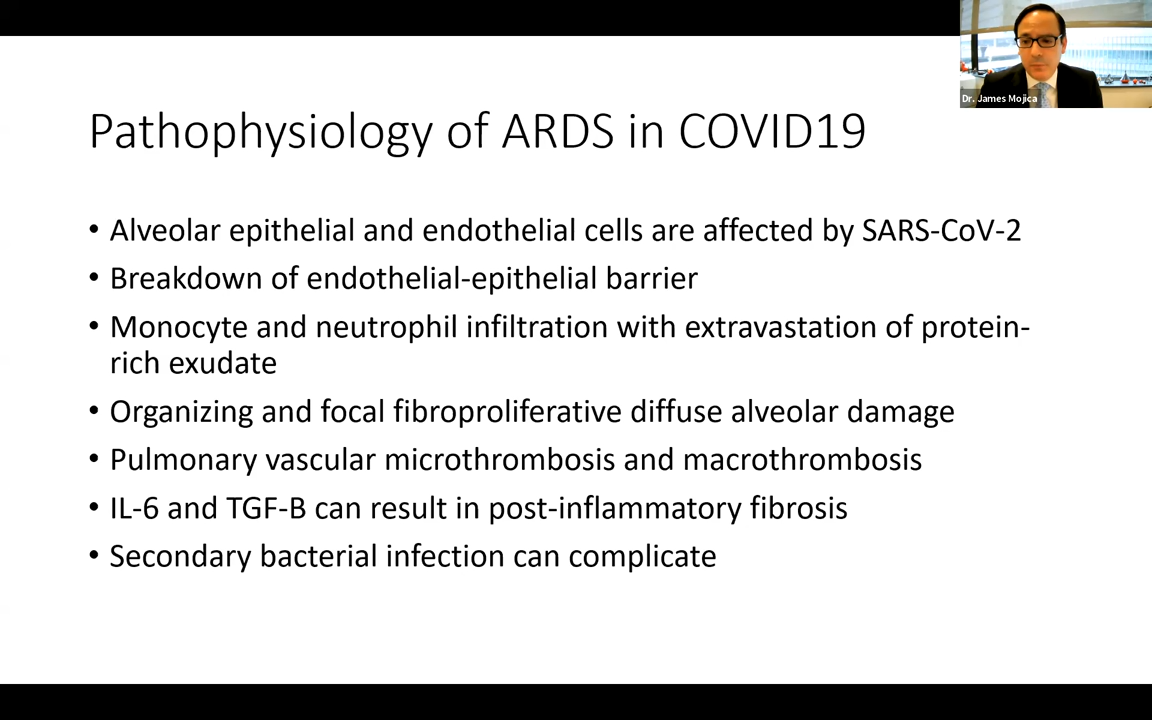 Dr. James Mojica
Pathophysiology of ARDS in COVID19
• Alveolar epithelial and endothelial cells are affected by SARS-CoV-2
• Breakdown of endothelial-epithelial barrier
• Monocyte and neutrophil infiltration with extravastation of protein-
rich exudate
• Organizing and focal fibroproliferative diffuse alveolar damage
• Pulmonary vascular microthrombosis and macrothrombosis
• IL-6 and TGF-B can result in post-inflammatory fibrosis
• Secondary bacterial infection can complicate